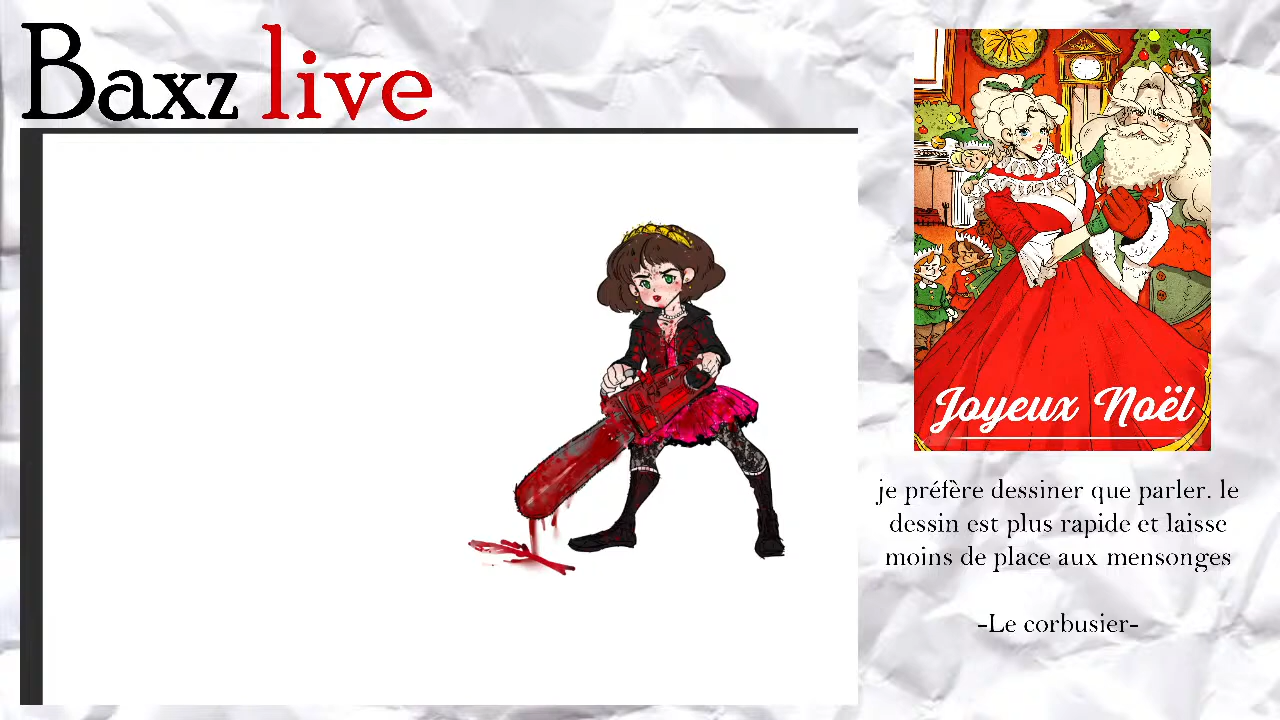 Baxz live
Joyeux Noël
je préfère dessiner que parler. le
dessin est plus rapide et laisse
moins de place aux mensonges
-Le corbusier-